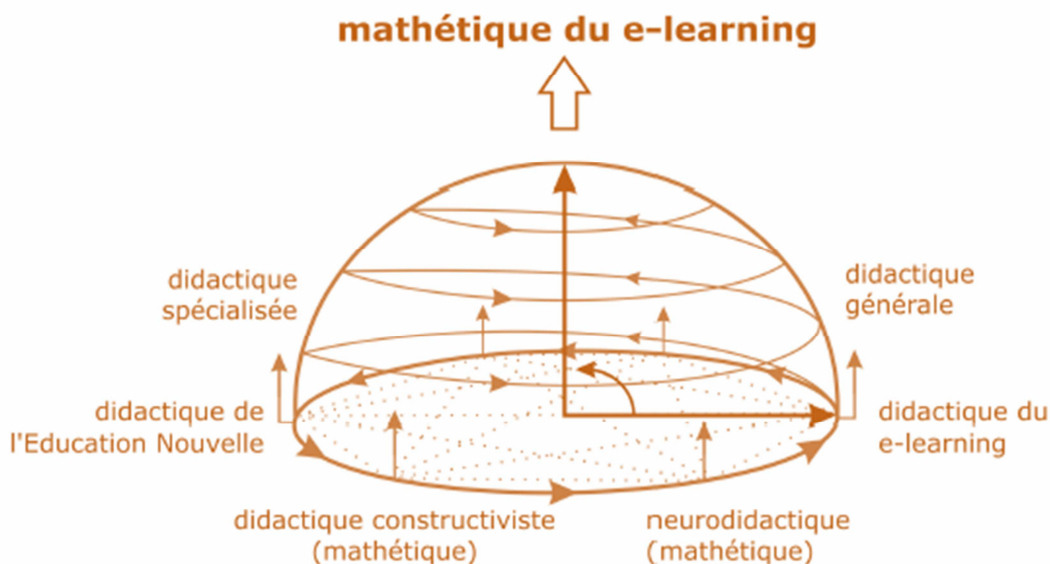 mathétique du e-learning
didactique
spécialisée
didactique
générale
didactique de
l'Education Nouvelle
didactique du
e-learning
didactique constructiviste
(mathétique)
neurodidactique
(mathétique)